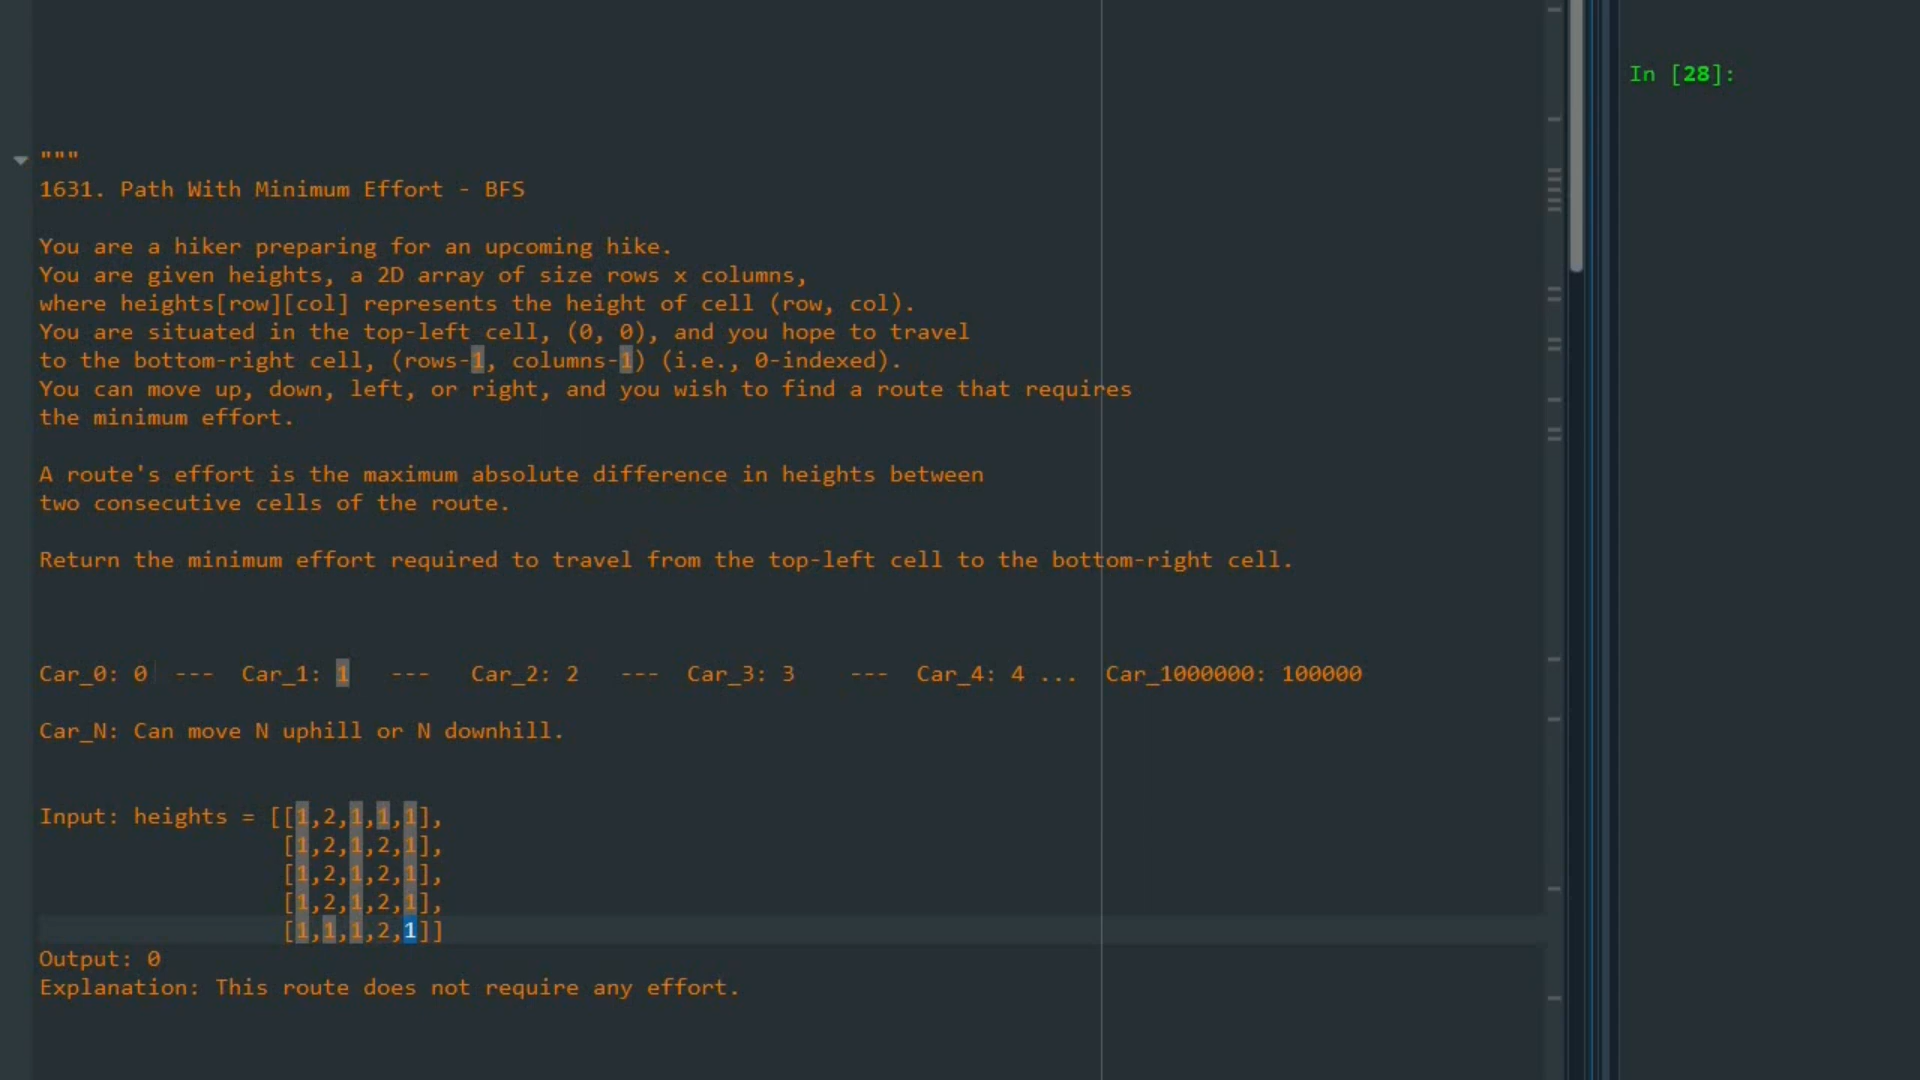 In [28]:
"""
1631. Path With Minimum Effort - BFS
You are a hiker preparing for an upcoming hike.
You are given heights, a 2D array of size rows x columns,
where heights[row][col] represents the height of cell (row, col).
You are situated in the top-left cell, (0, 0), and you hope to travel
to the bottom-right cell, (rows-1, columns-1) (i.e., 0-indexed).
You can move up, down, left, or right, and you wish to find a route that requires
the minimum effort.
A route's effort is the maximum absolute difference in heights between
two consecutive cells of the route.
Return the minimum effort required to travel from the top-left cell to the bottom-right cell.
Car_0: 0 --- Car_1: 1 --- Car_2: 2 --- Car_3: 3 --- Car_4: 4 ... Car_1000000: 100000
Car_N: Can move N uphill or N downhill.
Input: heights = [[1,2,1,1,1],
[1,2,1,2,1],
[1,2,1,2,1],
[1,2,1,2,1],
[1,1,1,2,1]]
Output: 0
Explanation: This route does not require any effort.